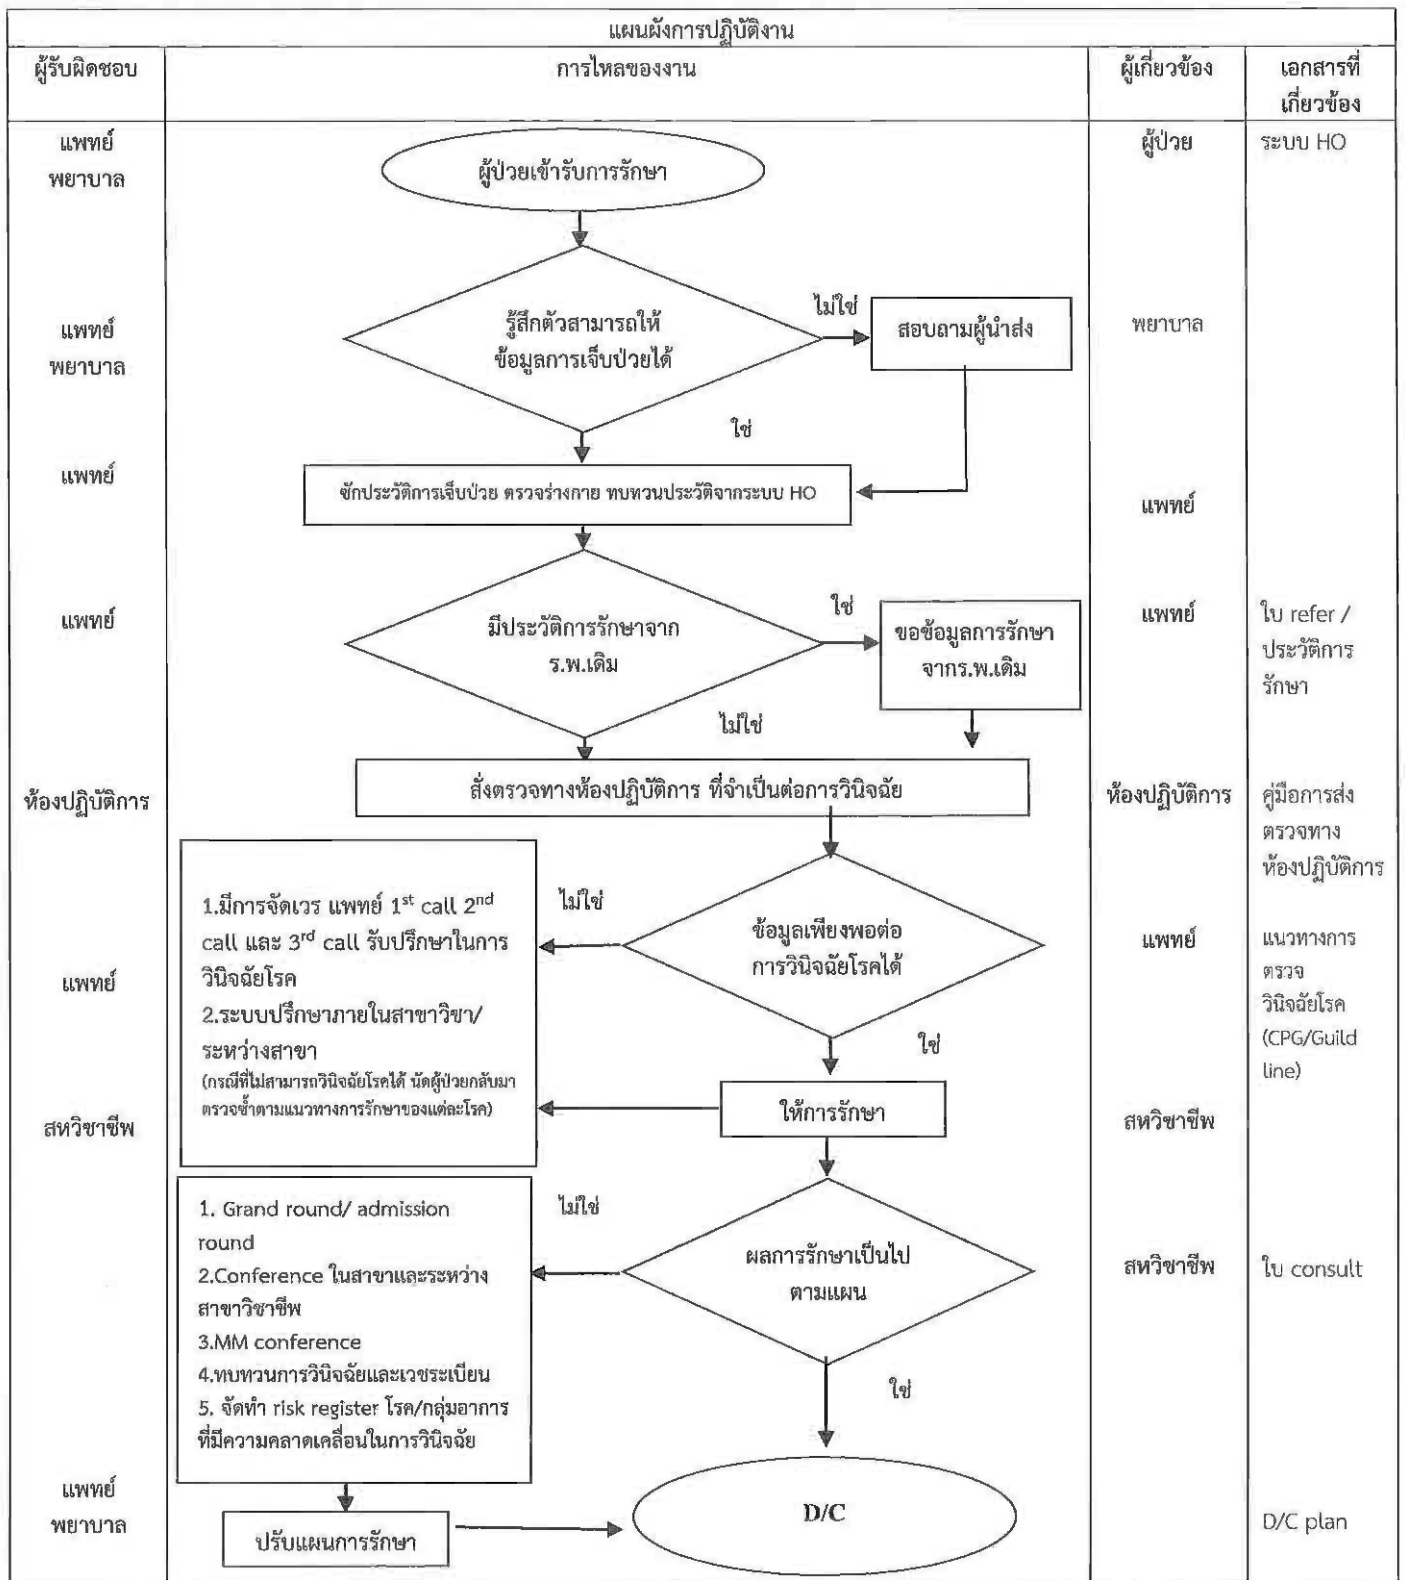 แผนผังการปฏิบัติงาน
ผู้รับผิดชอบ
การไหลของงาน
ผู้เกี่ยวข้อง
เอกสารที่
เกี่ยวข้อง
แพทย์
พยาบาล
ผู้ป่วยเข้ารับการรักษา
ผู้ป่วย
ระบบ HO
แพทย์
พยาบาล
รู้สึกตัวสามารถให้
ข้อมูลการเจ็บป่วยได้
ไม่ใช่
สอบถามผู้นำส่ง
พยาบาล
ใช่
แพทย์
ซักประวัติการเจ็บป่วย ตรวจร่างกาย ทบทวนประวัติจากระบบ HO
แพทย์
แพทย์
มีประวัติการรักษาจาก
ร.พ.เดิม
ใช่
ขอข้อมูลการรักษา
จากร.พ.เดิม
แพทย์
ใบ refer /
ประวัติการ
รักษา
ไม่ใช่
ห้องปฏิบัติการ
สั่งตรวจทางห้องปฏิบัติการ ที่จำเป็นต่อการวินิจฉัย
ห้องปฏิบัติการ
คู่มือการส่ง
ตรวจทาง
ห้องปฏิบัติการ
แพทย์
1.มีการจัดเวร แพทย์ 1st call 2nd
call และ 3rd call รับปรึกษาในการ
วินิจฉัยโรค
2.ระบบปรึกษาภายในสาขาวิชา/
ระหว่างสาขา
(กรณีที่ไม่สามารถวินิจฉัยโรคได้ นัดผู้ป่วยกลับมา
ตรวจซ้ำตามแนวทางการรักษาของแต่ละโรค)
ไม่ใช่
ข้อมูลเพียงพอต่อ
การวินิจฉัยโรคได้
แพทย์
แนวทางการ
ตรวจ
วินิจฉัยโรค
(CPG/Guild
line)
ใช่
สหวิชาชีพ
ให้การรักษา
สหวิชาชีพ
1. Grand round/ admission
round
2.Conference ในสาขาและระหว่าง
สาขาวิชาชีพ
3.MM conference
4.ทบทวนการวินิจฉัยและเวชระเบียน
5. จัดทำ risk register โรค/กลุ่มอาการ
ที่มีความคลาดเคลื่อนในการวินิจฉัย
ไม่ใช่
ผลการรักษาเป็นไป
ตามแผน
สหวิชาชีพ
ใบ consult
ใช่
แพทย์
พยาบาล
ปรับแผนการรักษา
D/C
D/C plan